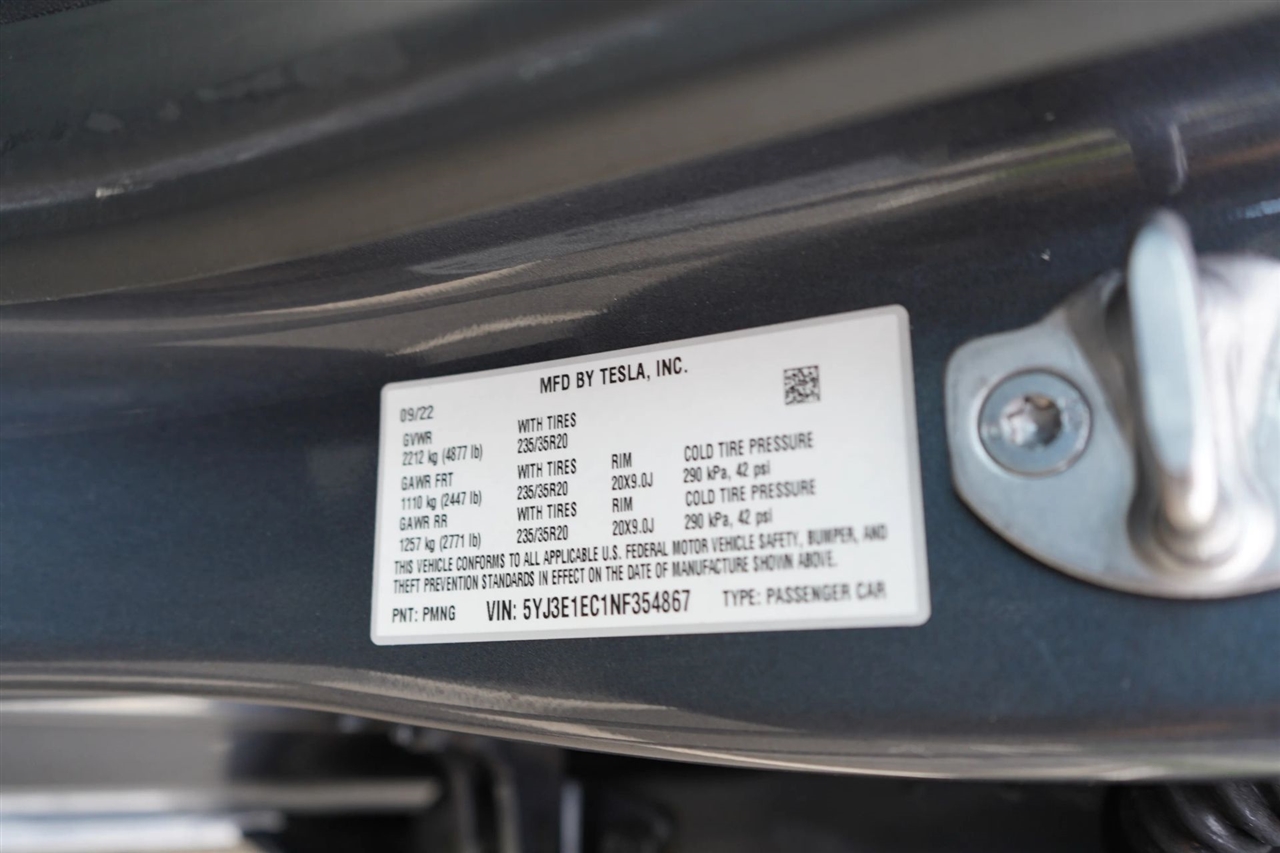 MFD BY TESLA, INC.
09/22
GVWR WITH TIRES
2212 kg (4877 lb) 235/35R20
GAWR FRT WITH TIRES RIM COLD TIRE PRESSURE
1110 kg (2447 lb) 235/35R20 20X9.0J 290 kPa, 42 psi
GAWR RR WITH TIRES RIM COLD TIRE PRESSURE
1257 kg (2771 lb) 235/35R20 20X9.0J 290 kPa, 42 psi
THIS VEHICLE CONFORMS TO ALL APPLICABLE U.S. FEDERAL MOTOR VEHICLE SAFETY, BUMPER, AND
THEFT PREVENTION STANDARDS IN EFFECT ON THE DATE OF MANUFACTURE SHOWN ABOVE.
PNT: PMNG VIN: 5YJ3E1EC1NF354867 TYPE: PASSENGER CAR